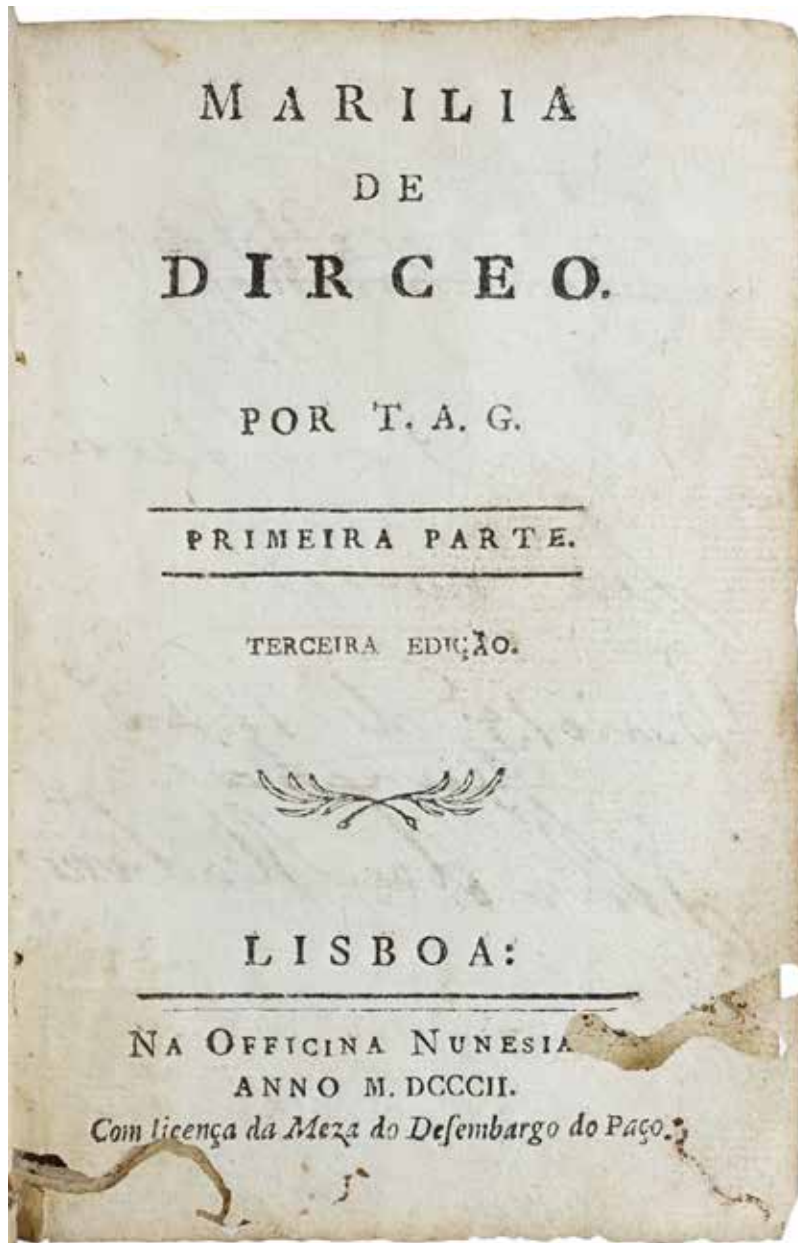 MARILIA
DE
DIRCEO.
POR T. A. G.
PRIMEIRA PARTE.
TERCEIRA EDIÇÃO.
LISBOA:
NA OFFICINA NUNESIA
ANNO M. DCCCII.
Com licença da Meza do Deſembargo do Paço.